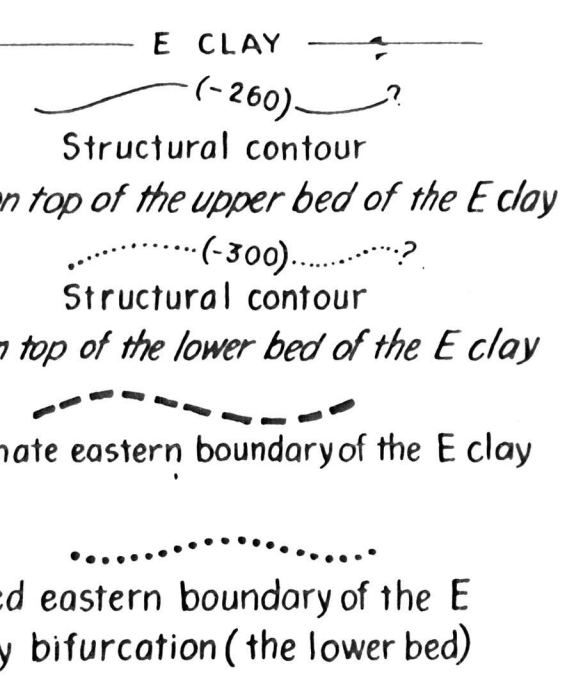 E CLAY
(-260) ?
Structural contour
top of the upper bed of the E clay
(-300) ?
Structural contour
top of the lower bed of the E clay
eastern boundary of the E clay
eastern boundary of the E
bifurcation (the lower bed)